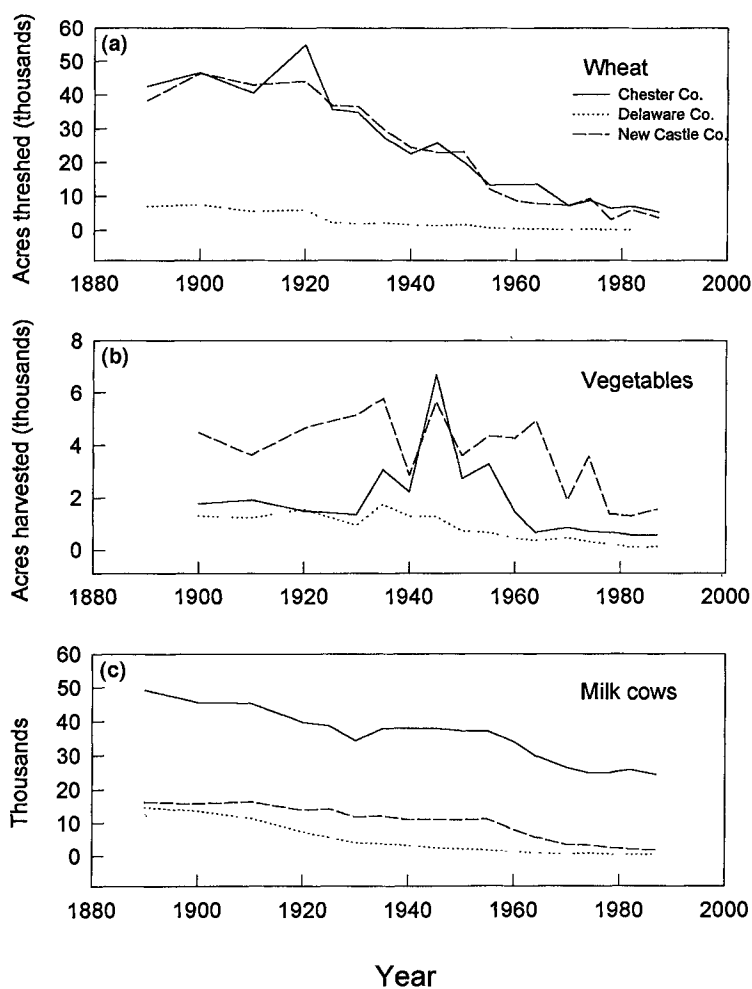 (a)
Wheat
Chester Co.
Delaware Co.
New Castle Co.
Acres threshed (thousands)
60
50
40
30
20
10
0
1880 1900 1920 1940 1960 1980 2000
(b)
Vegetables
Acres harvested (thousands)
8
6
4
2
0
1880 1900 1920 1940 1960 1980 2000
(c)
Milk cows
Thousands
60
50
40
30
20
10
0
1880 1900 1920 1940 1960 1980 2000
Year